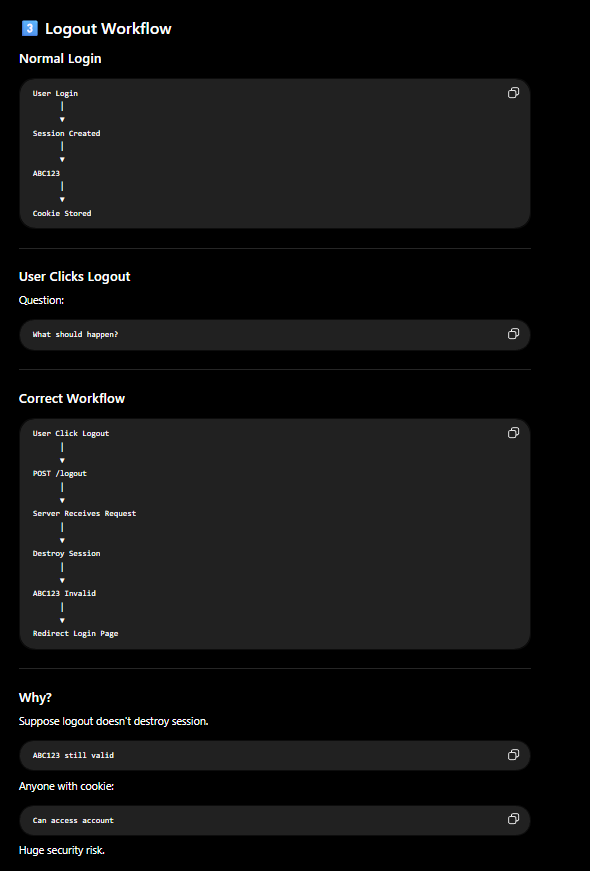 3 Logout Workflow
Normal Login
User Login
|
▼
Session Created
|
▼
ABC123
|
▼
Cookie Stored
User Clicks Logout
Question:
What should happen?
Correct Workflow
User Click Logout
|
▼
POST /logout
|
▼
Server Receives Request
|
▼
Destroy Session
|
▼
ABC123 Invalid
|
▼
Redirect Login Page
Why?
Suppose logout doesn't destroy session.
ABC123 still valid
Anyone with cookie:
Can access account
Huge security risk.